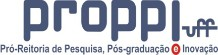 proppi uff
Pró-Reitoria de Pesquisa, Pós-graduação e Inovação